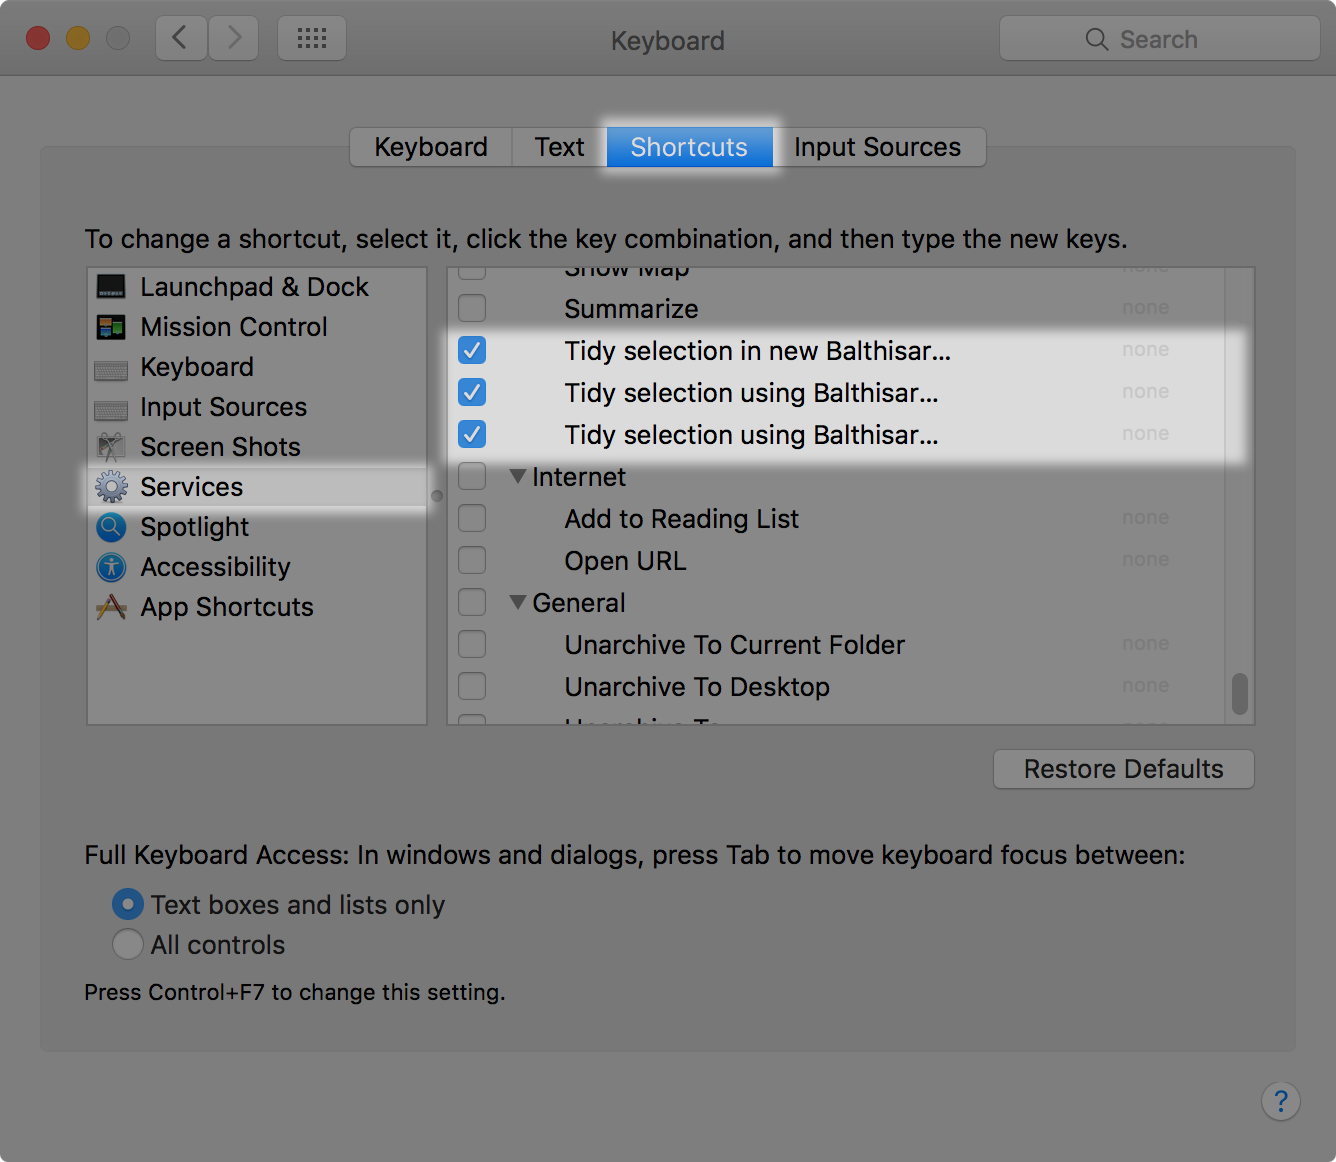 Keyboard
Search
Keyboard
Text
Shortcuts
Input Sources
To change a shortcut, select it, click the key combination, and then type the new keys.
Launchpad & Dock
Mission Control
Keyboard
Input Sources
Screen Shots
Services
Spotlight
Accessibility
App Shortcuts
Show Map none
Summarize none
Tidy selection in new Balthisar... none
Tidy selection using Balthisar... none
Tidy selection using Balthisar... none
Internet
Add to Reading List none
Open URL none
General
Unarchive To Current Folder none
Unarchive To Desktop none
Unarchive To
Restore Defaults
Full Keyboard Access: In windows and dialogs, press Tab to move keyboard focus between:
Text boxes and lists only
All controls
Press Control+F7 to change this setting.
?